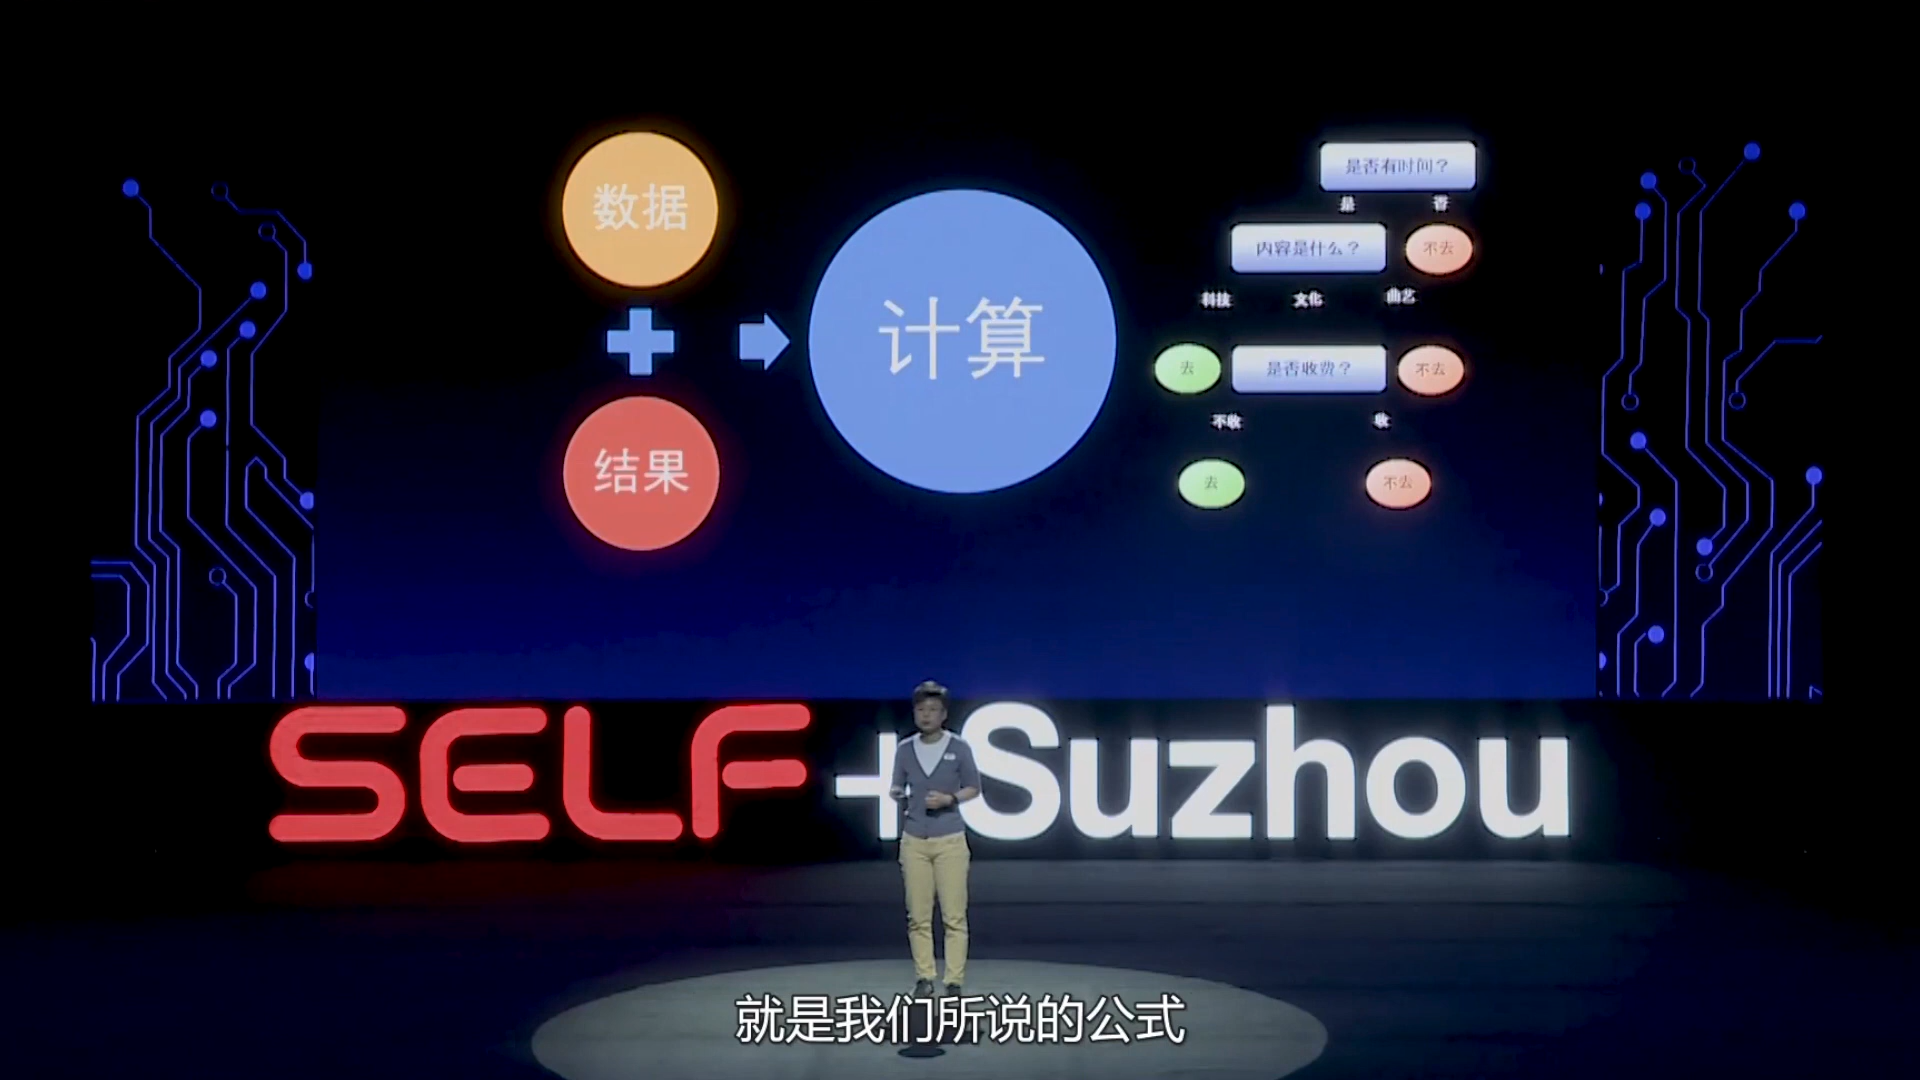 数据
结果
计算
是否有时间？
是 否
内容是什么？ 不去
科技 文化 曲艺
去 是否收费？ 不去
不收 收
去 不去
SELF +Suzhou
就是我们所说的公式